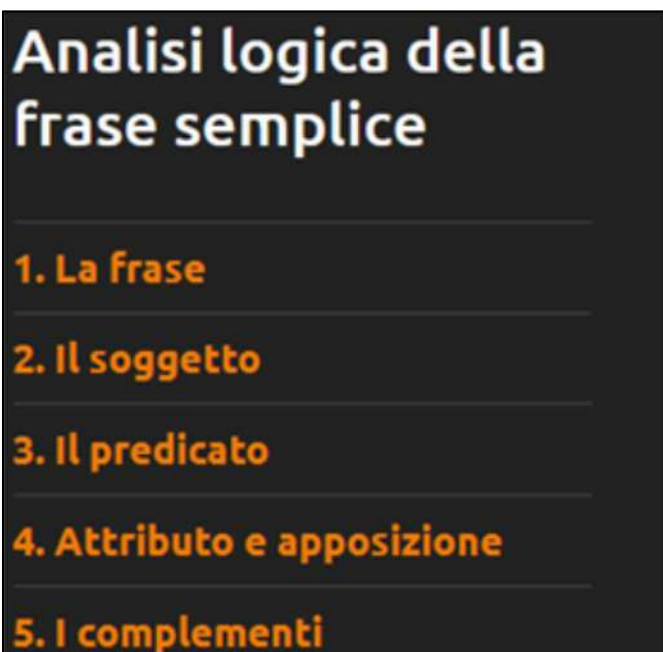 Analisi logica della
frase semplice
1. La frase
2. Il soggetto
3. Il predicato
4. Attributo e apposizione
5. I complementi